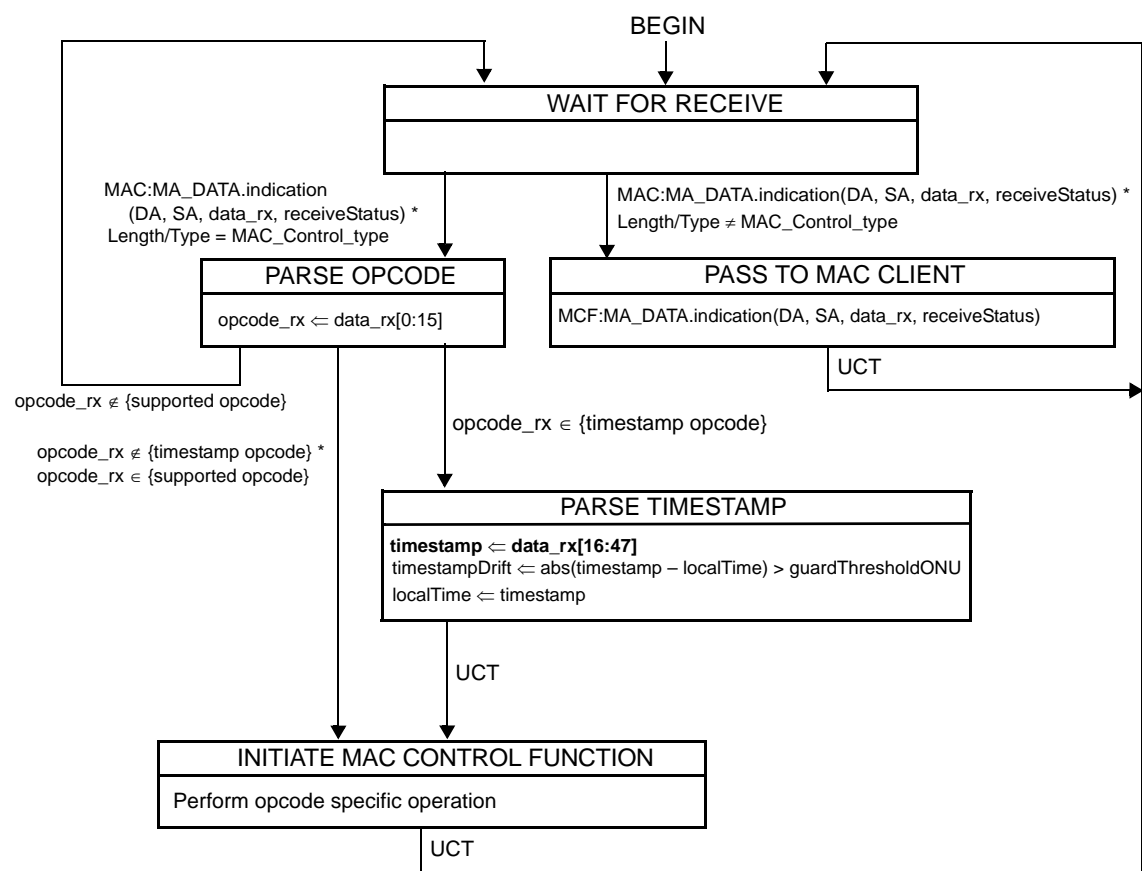 BEGIN
WAIT FOR RECEIVE
MAC:MA_DATA.indication
(DA, SA, data_rx, receiveStatus) *
Length/Type = MAC_Control_type
MAC:MA_DATA.indication(DA, SA, data_rx, receiveStatus) *
Length/Type ≠ MAC_Control_type
PARSE OPCODE
opcode_rx ⇐ data_rx[0:15]
PASS TO MAC CLIENT
MCF:MA_DATA.indication(DA, SA, data_rx, receiveStatus)
UCT
opcode_rx ∉ {supported opcode}
opcode_rx ∈ {timestamp opcode}
opcode_rx ∉ {timestamp opcode} *
opcode_rx ∈ {supported opcode}
PARSE TIMESTAMP
timestamp ⇐ data_rx[16:47]
timestampDrift ⇐ abs(timestamp – localTime) > guardThresholdONU
localTime ⇐ timestamp
UCT
INITIATE MAC CONTROL FUNCTION
Perform opcode specific operation
UCT